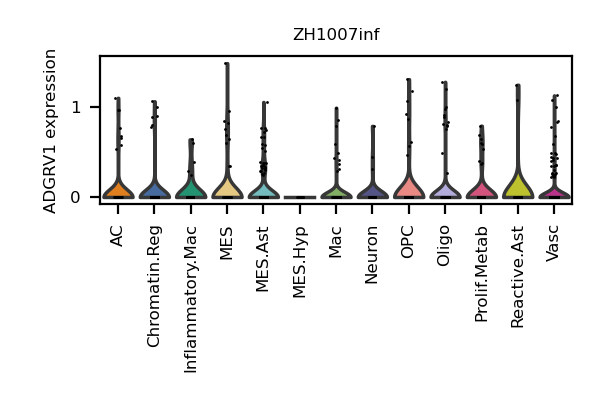 ZH1007inf
ADGRV1 expression
1
0
AC
Chromatin.Reg
Inflammatory.Mac
MES
MES.Ast
MES.Hyp
Mac
Neuron
OPC
Oligo
Prolif.Metab
Reactive.Ast
Vasc